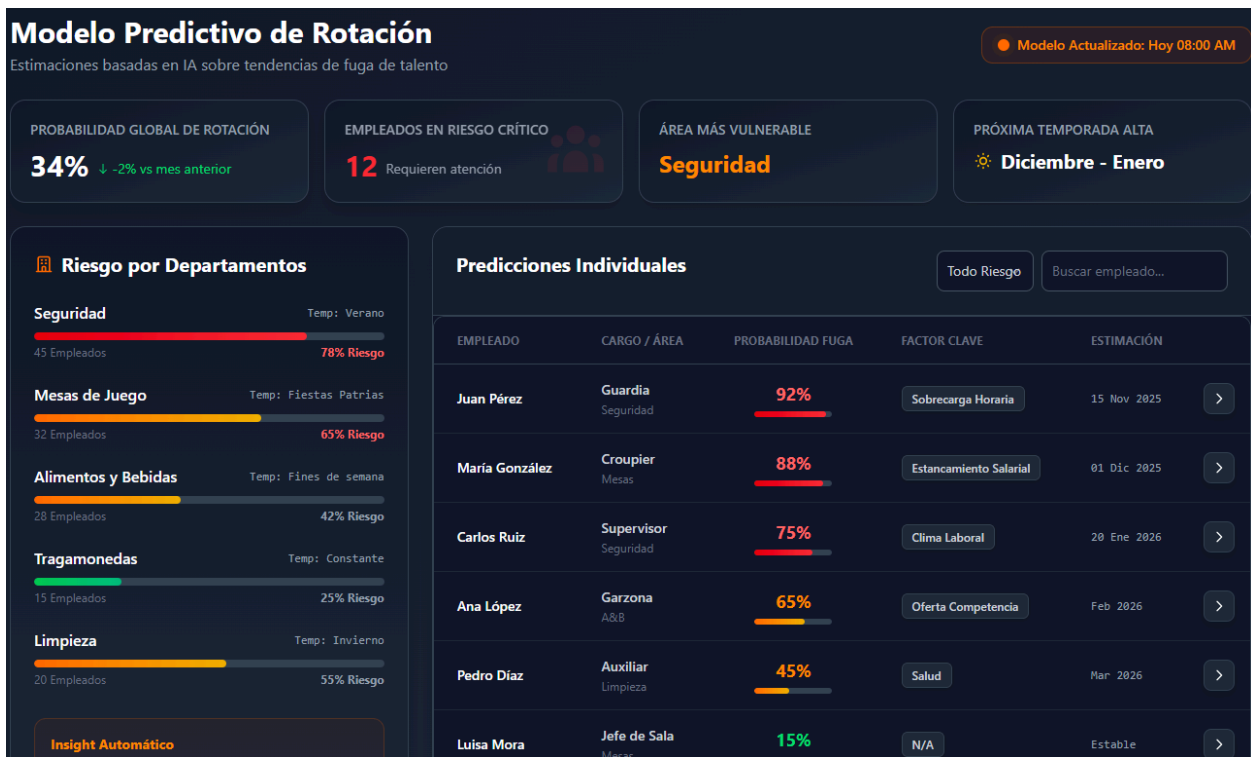 Modelo Predictivo de Rotación
Estimaciones basadas en IA sobre tendencias de fuga de talento
Modelo Actualizado: Hoy 08:00 AM
PROBABILIDAD GLOBAL DE ROTACIÓN
34% ↓ -2% vs mes anterior
EMPLEADOS EN RIESGO CRÍTICO
12 Requieren atención
ÁREA MÁS VULNERABLE
Seguridad
PRÓXIMA TEMPORADA ALTA
Diciembre - Enero
Riesgo por Departamentos
Seguridad Temp: Verano
45 Empleados 78% Riesgo
Mesas de Juego Temp: Fiestas Patrias
32 Empleados 65% Riesgo
Alimentos y Bebidas Temp: Fines de semana
28 Empleados 42% Riesgo
Tragamonedas Temp: Constante
15 Empleados 25% Riesgo
Limpieza Temp: Invierno
20 Empleados 55% Riesgo
Insight Automático
Predicciones Individuales
Todo Riesgo
Buscar empleado...
EMPLEADO CARGO / ÁREA PROBABILIDAD FUGA FACTOR CLAVE ESTIMACIÓN
Juan Pérez Guardia 92% Sobrecarga Horaria 15 Nov 2025
Seguridad
María González Croupier 88% Estancamiento Salarial 01 Dic 2025
Mesas
Carlos Ruiz Supervisor 75% Clima Laboral 20 Ene 2026
Seguridad
Ana López Garzona 65% Oferta Competencia Feb 2026
A&B
Pedro Díaz Auxiliar 45% Salud Mar 2026
Limpieza
Luisa Mora Jefe de Sala 15% N/A Estable
Mesas